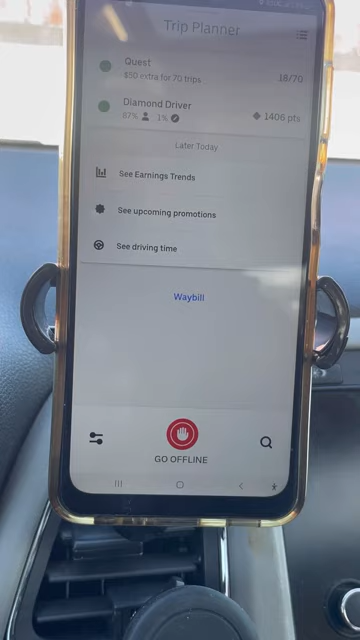 Trip Planner
Quest
$50 extra for 70 trips
18/70
Diamond Driver
87% 1%
1406 pts
Later Today
See Earnings Trends
See upcoming promotions
See driving time
Waybill
GO OFFLINE